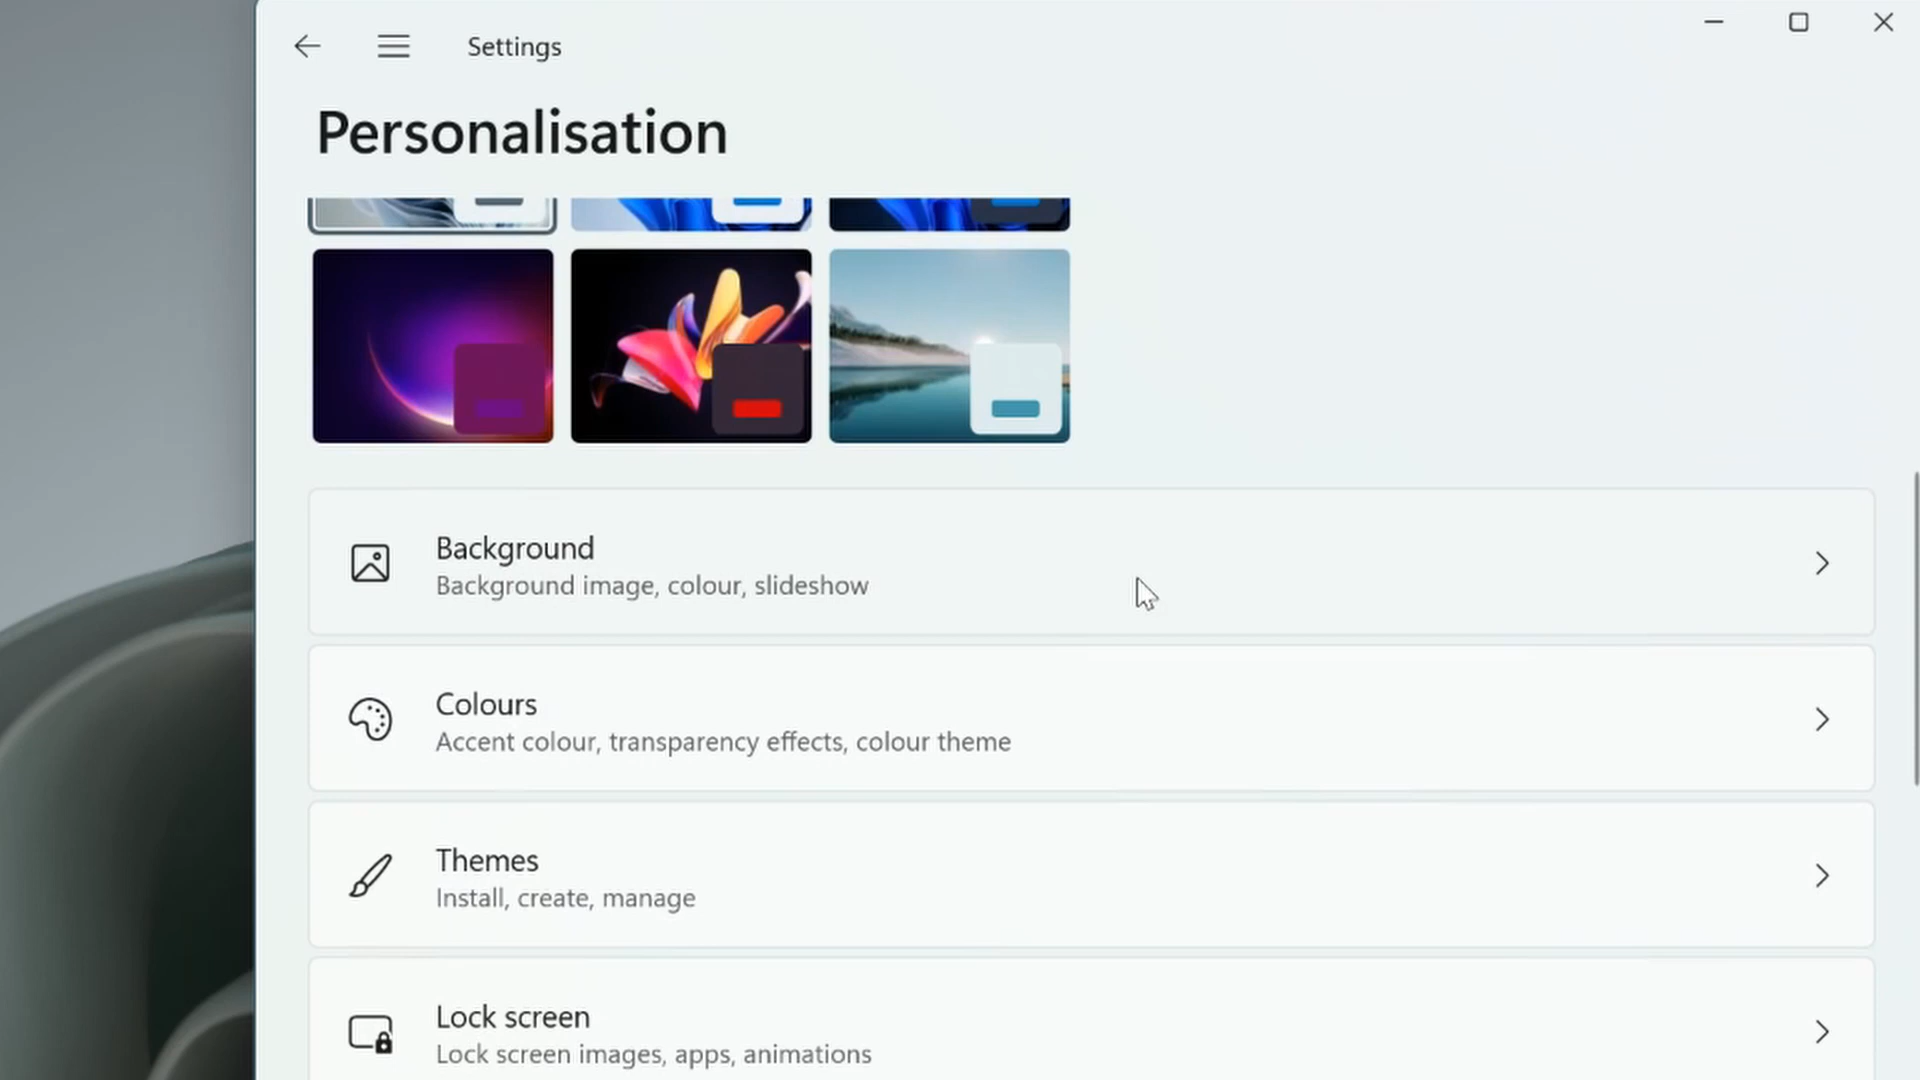 Settings
Personalisation
Background
Background image, colour, slideshow
Colours
Accent colour, transparency effects, colour theme
Themes
Install, create, manage
Lock screen
Lock screen images, apps, animations